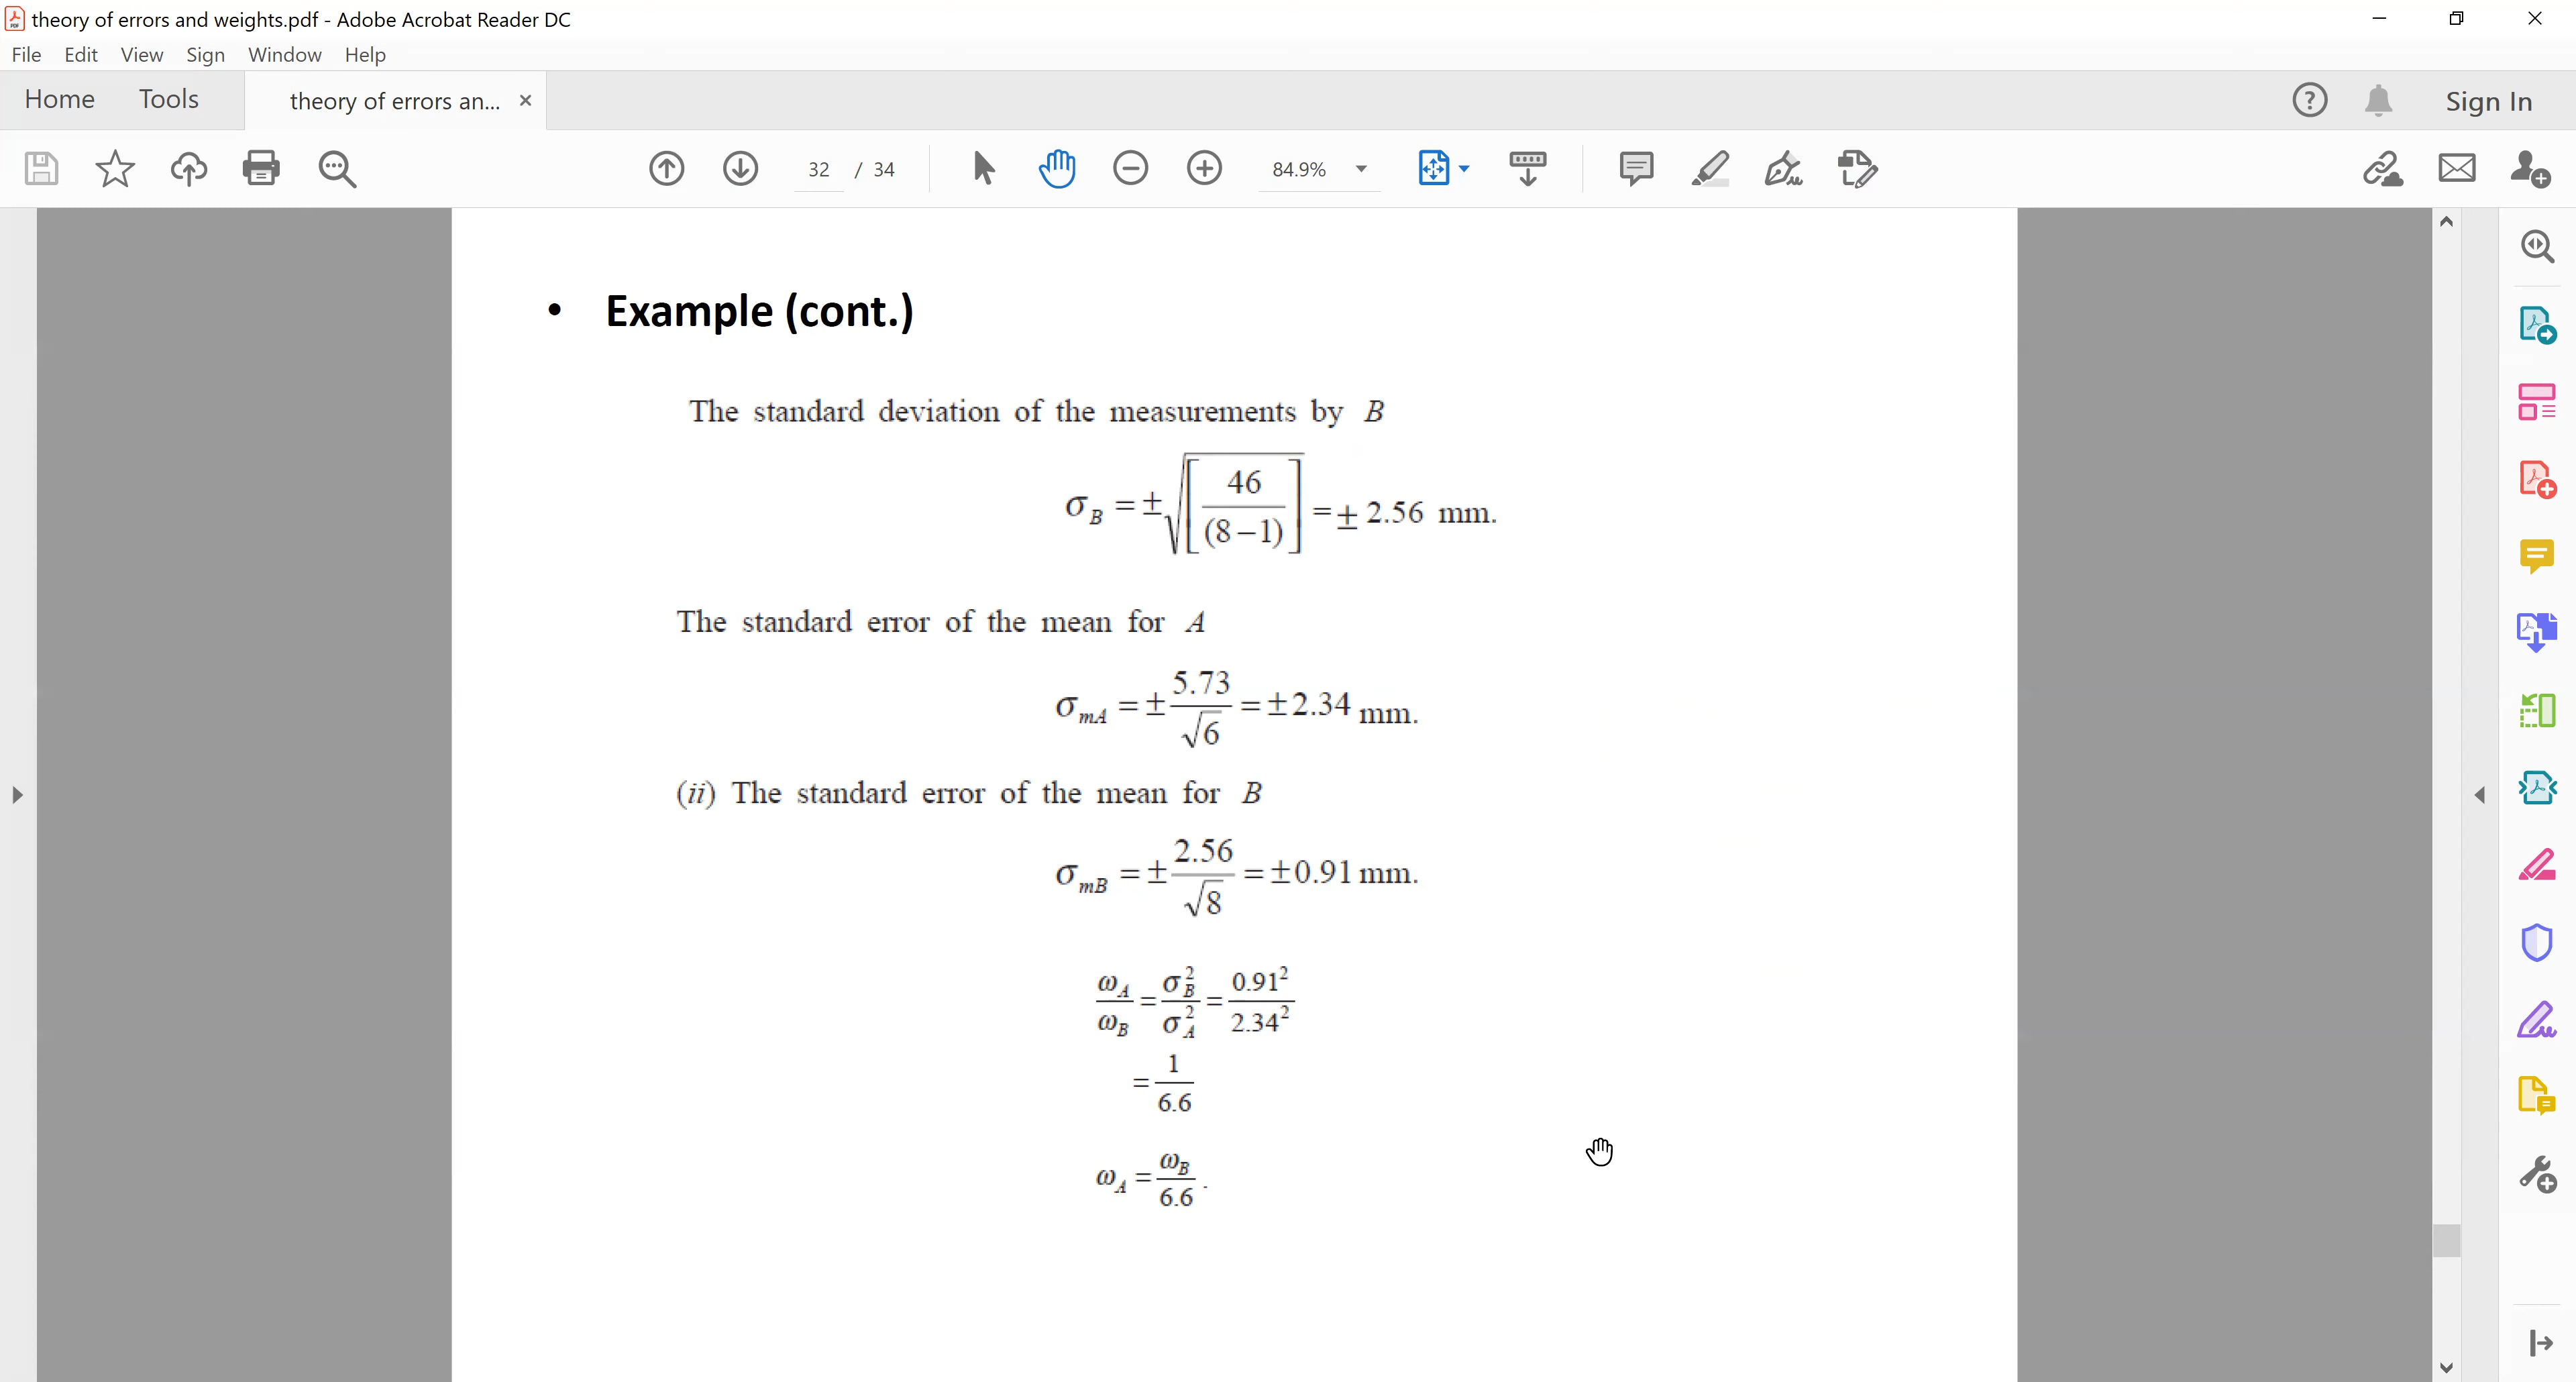 theory of errors and weights.pdf - Adobe Acrobat Reader DC
File Edit View Sign Window Help
Home Tools theory of errors an... × Sign In
32 / 34 84.9%
• Example (cont.)
The standard deviation of the measurements by B
σ_B = ±√[46/(8−1)] = ± 2.56 mm.
The standard error of the mean for A
σ_mA = ±5.73/√6 = ±2.34 mm.
(ii) The standard error of the mean for B
σ_mB = ±2.56/√8 = ±0.91 mm.
ω_A/ω_B = σ_B²/σ_A² = 0.91²/2.34²
= 1/6.6
ω_A = ω_B/6.6 .